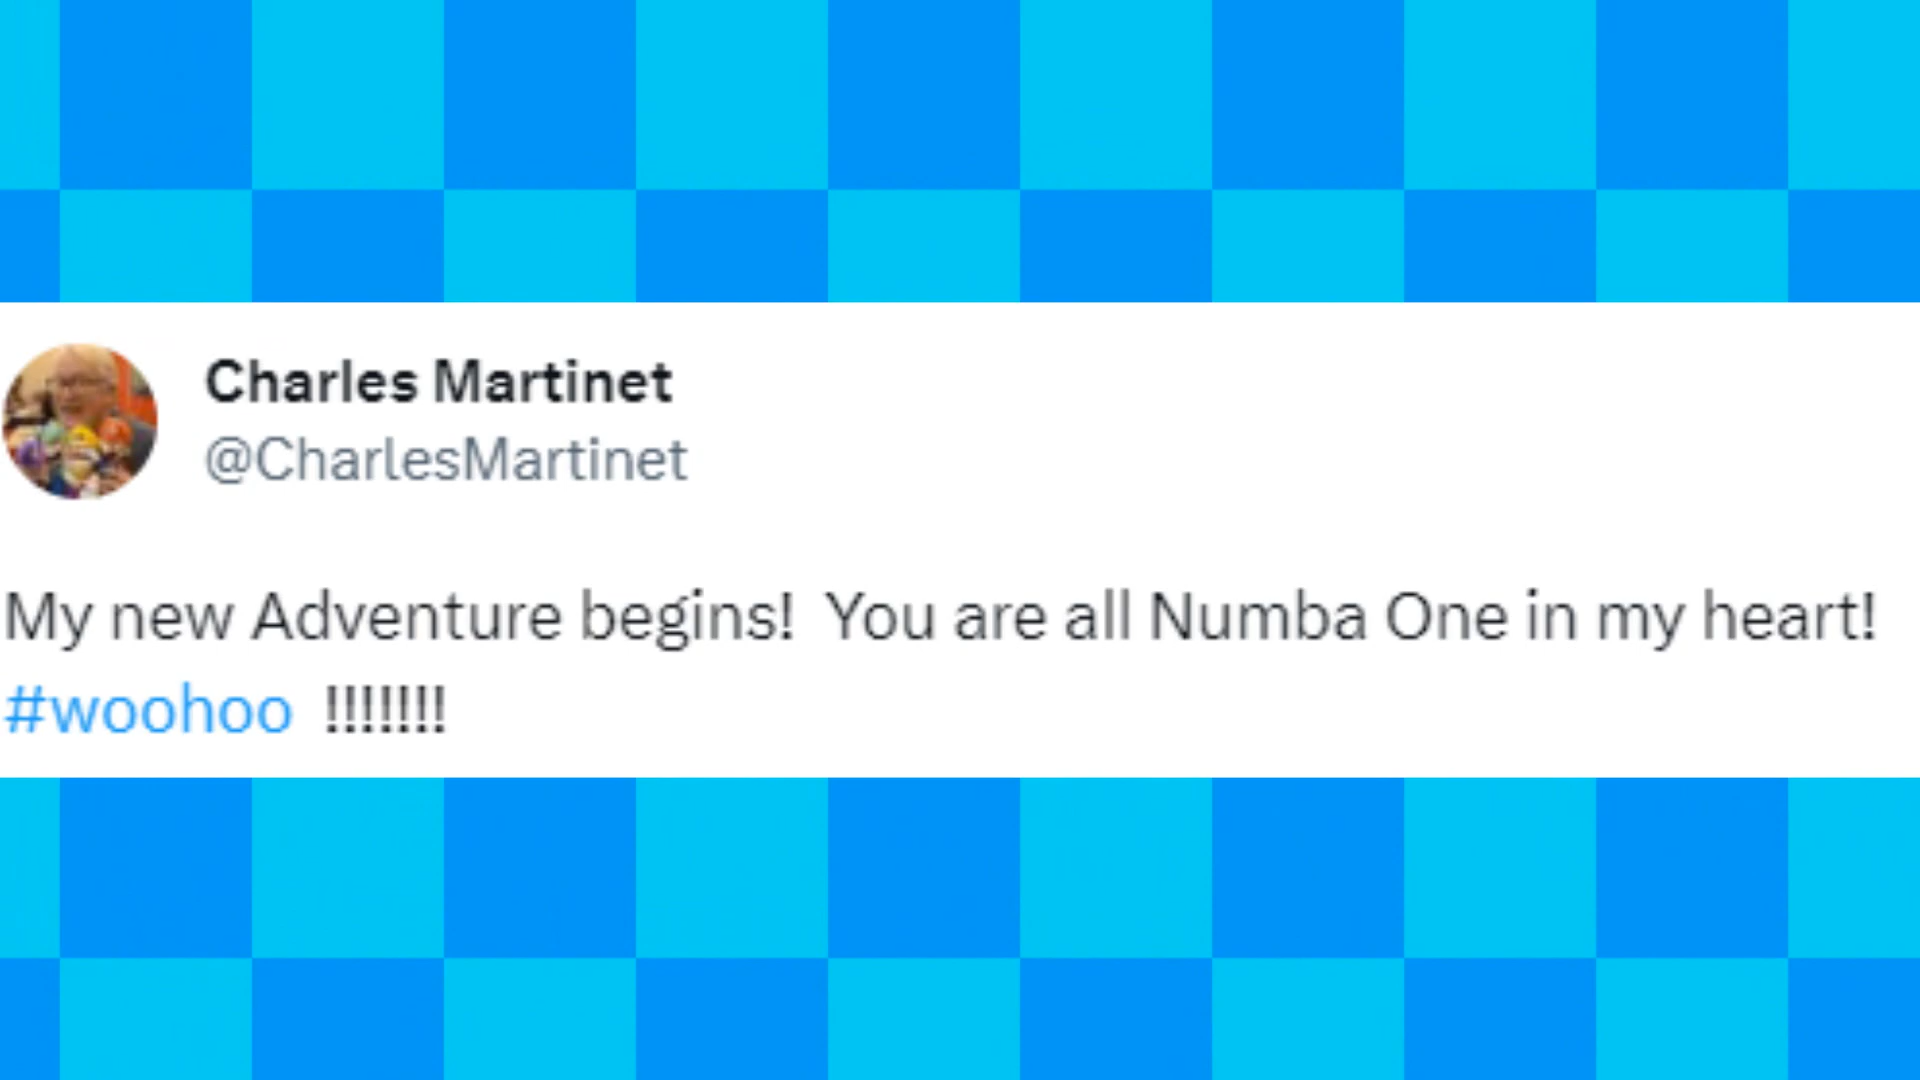 Charles Martinet
@CharlesMartinet
My new Adventure begins!  You are all Numba One in my heart!
#woohoo  !!!!!!!